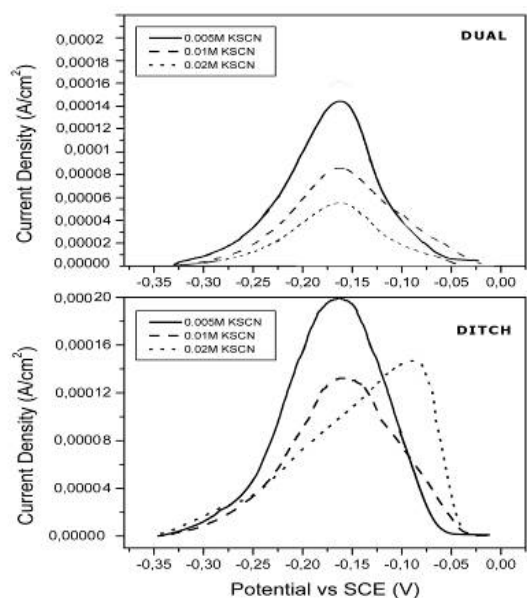 DUAL
0.005M KSCN
0.01M KSCN
0.02M KSCN
Current Density (A/cm²)
0,0002
0,00018
0,00016
0,00014
0,00012
0,0001
0,00008
0,00006
0,00004
0,00002
0,00000
-0,35 -0,30 -0,25 -0,20 -0,15 -0,10 -0,05 0,00
DITCH
0.005M KSCN
0.01M KSCN
0.02M KSCN
Current Density (A/cm²)
0,00020
0,00016
0,00012
0,00004
0,00000
-0,35 -0,30 -0,25 -0,20 -0,15 -0,10 -0,05 0,00
Potential vs SCE (V)